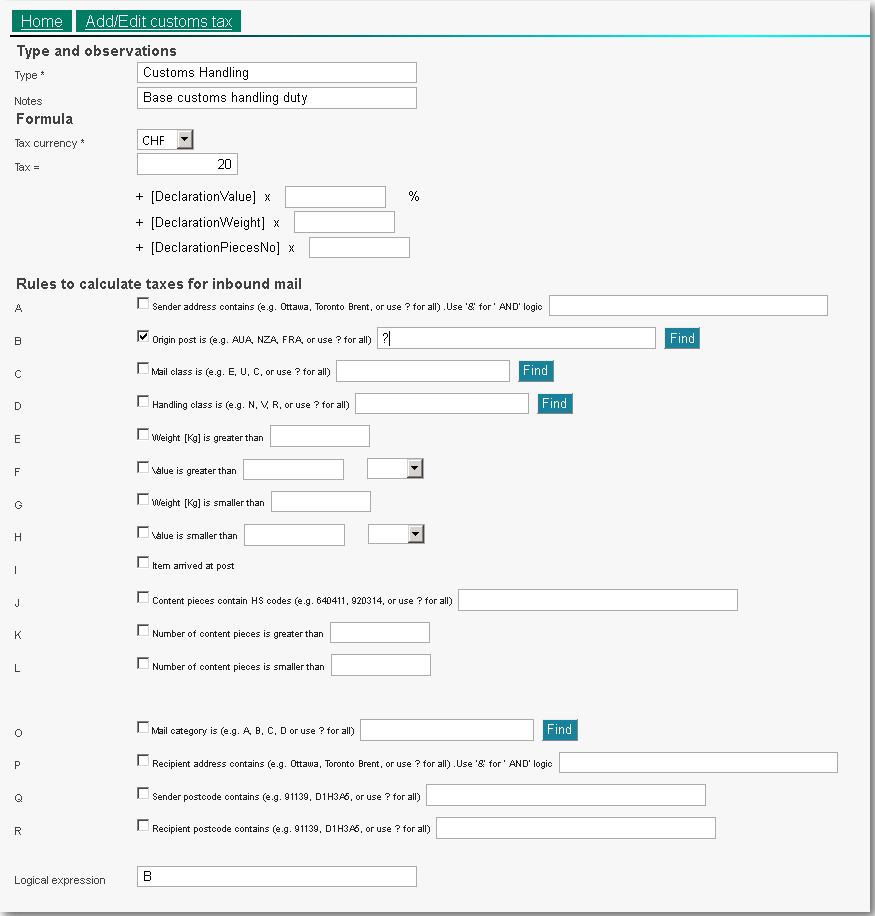 Home Add/Edit customs tax
Type and observations
Type * Customs Handling
Notes Base customs handling duty
Formula
Tax currency * CHF
Tax = 20
+ [DeclarationValue] x %
+ [DeclarationWeight] x
+ [DeclarationPiecesNo] x
Rules to calculate taxes for inbound mail
A Sender address contains (e.g. Ottawa, Toronto Brent, or use ? for all) .Use '&' for ' AND' logic
B Origin post is (e.g. AUA, NZA, FRA, or use ? for all) ? Find
C Mail class is (e.g. E, U, C, or use ? for all) Find
D Handling class is (e.g. N, V, R, or use ? for all) Find
E Weight [Kg] is greater than
F Value is greater than
G Weight [Kg] is smaller than
H Value is smaller than
I Item arrived at post
J Content pieces contain HS codes (e.g. 640411, 920314, or use ? for all)
K Number of content pieces is greater than
L Number of content pieces is smaller than
O Mail category is (e.g. A, B, C, D or use ? for all) Find
P Recipient address contains (e.g. Ottawa, Toronto Brent, or use ? for all) .Use '&' for ' AND' logic
Q Sender postcode contains (e.g. 91139, D1H3A5, or use ? for all)
R Recipient postcode contains (e.g. 91139, D1H3A5, or use ? for all)
Logical expression B